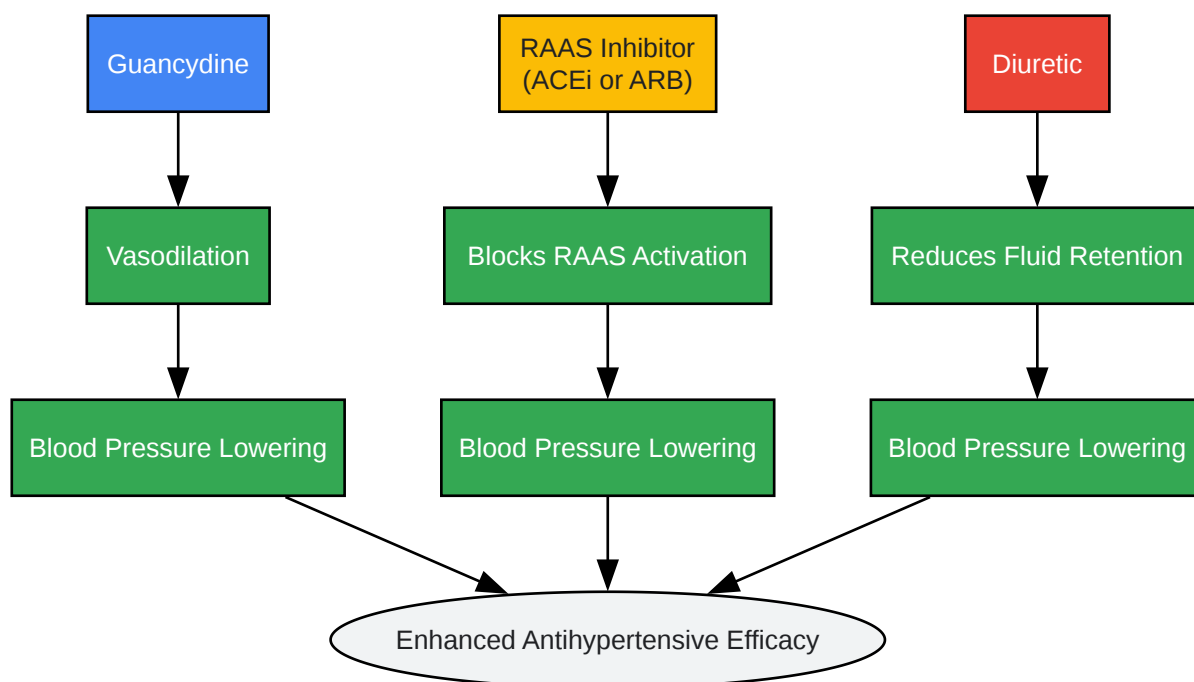 Guancydine
RAAS Inhibitor
(ACEi or ARB)
Diuretic
Vasodilation
Blocks RAAS Activation
Reduces Fluid Retention
Blood Pressure Lowering
Blood Pressure Lowering
Blood Pressure Lowering
Enhanced Antihypertensive Efficacy